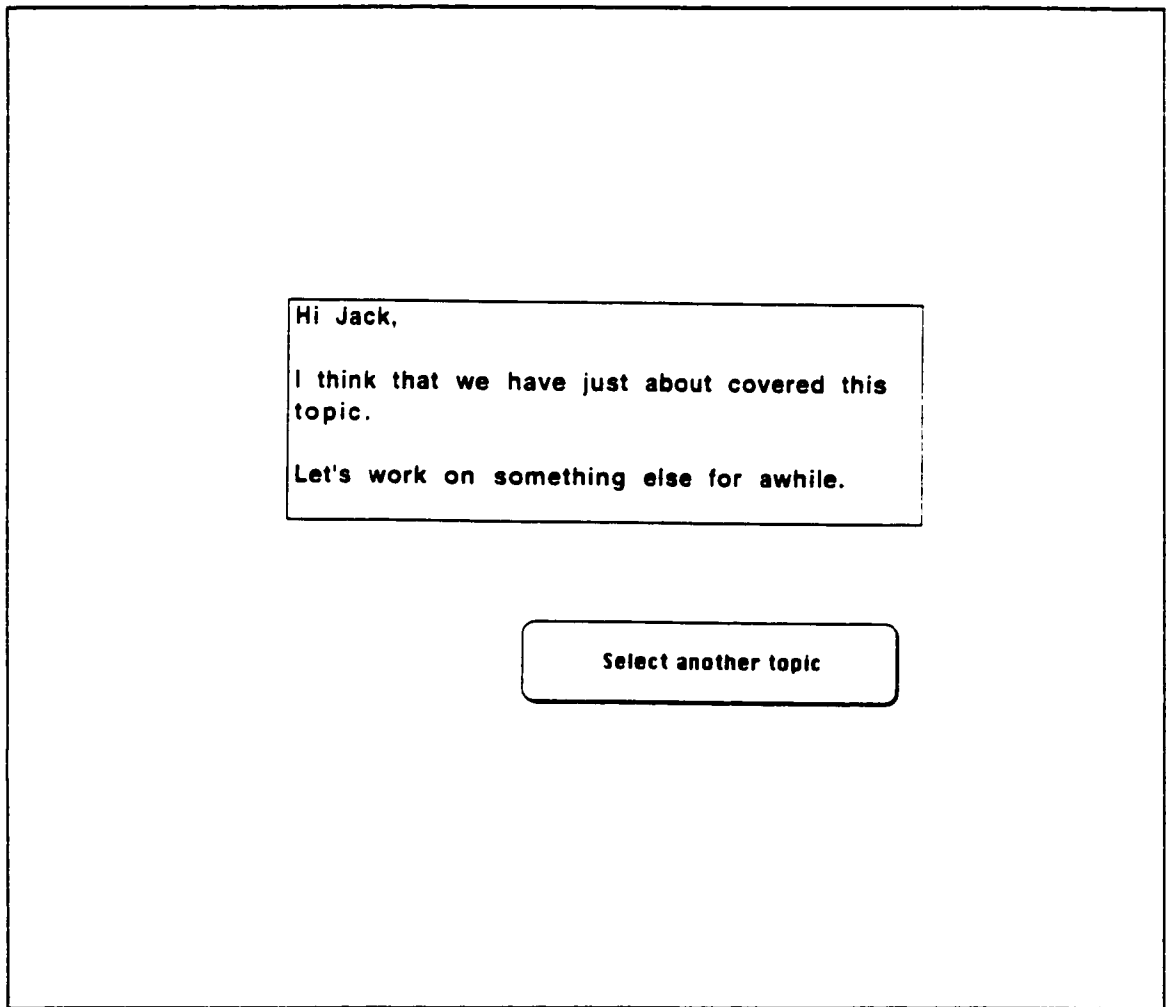 Hi Jack,
I think that we have just about covered this
topic.
Let's work on something else for awhile.
Select another topic